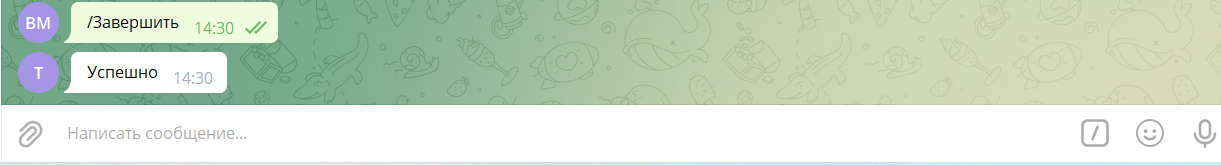 ВМ
/Завершить 14:30
Т
Успешно 14:30
Написать сообщение...